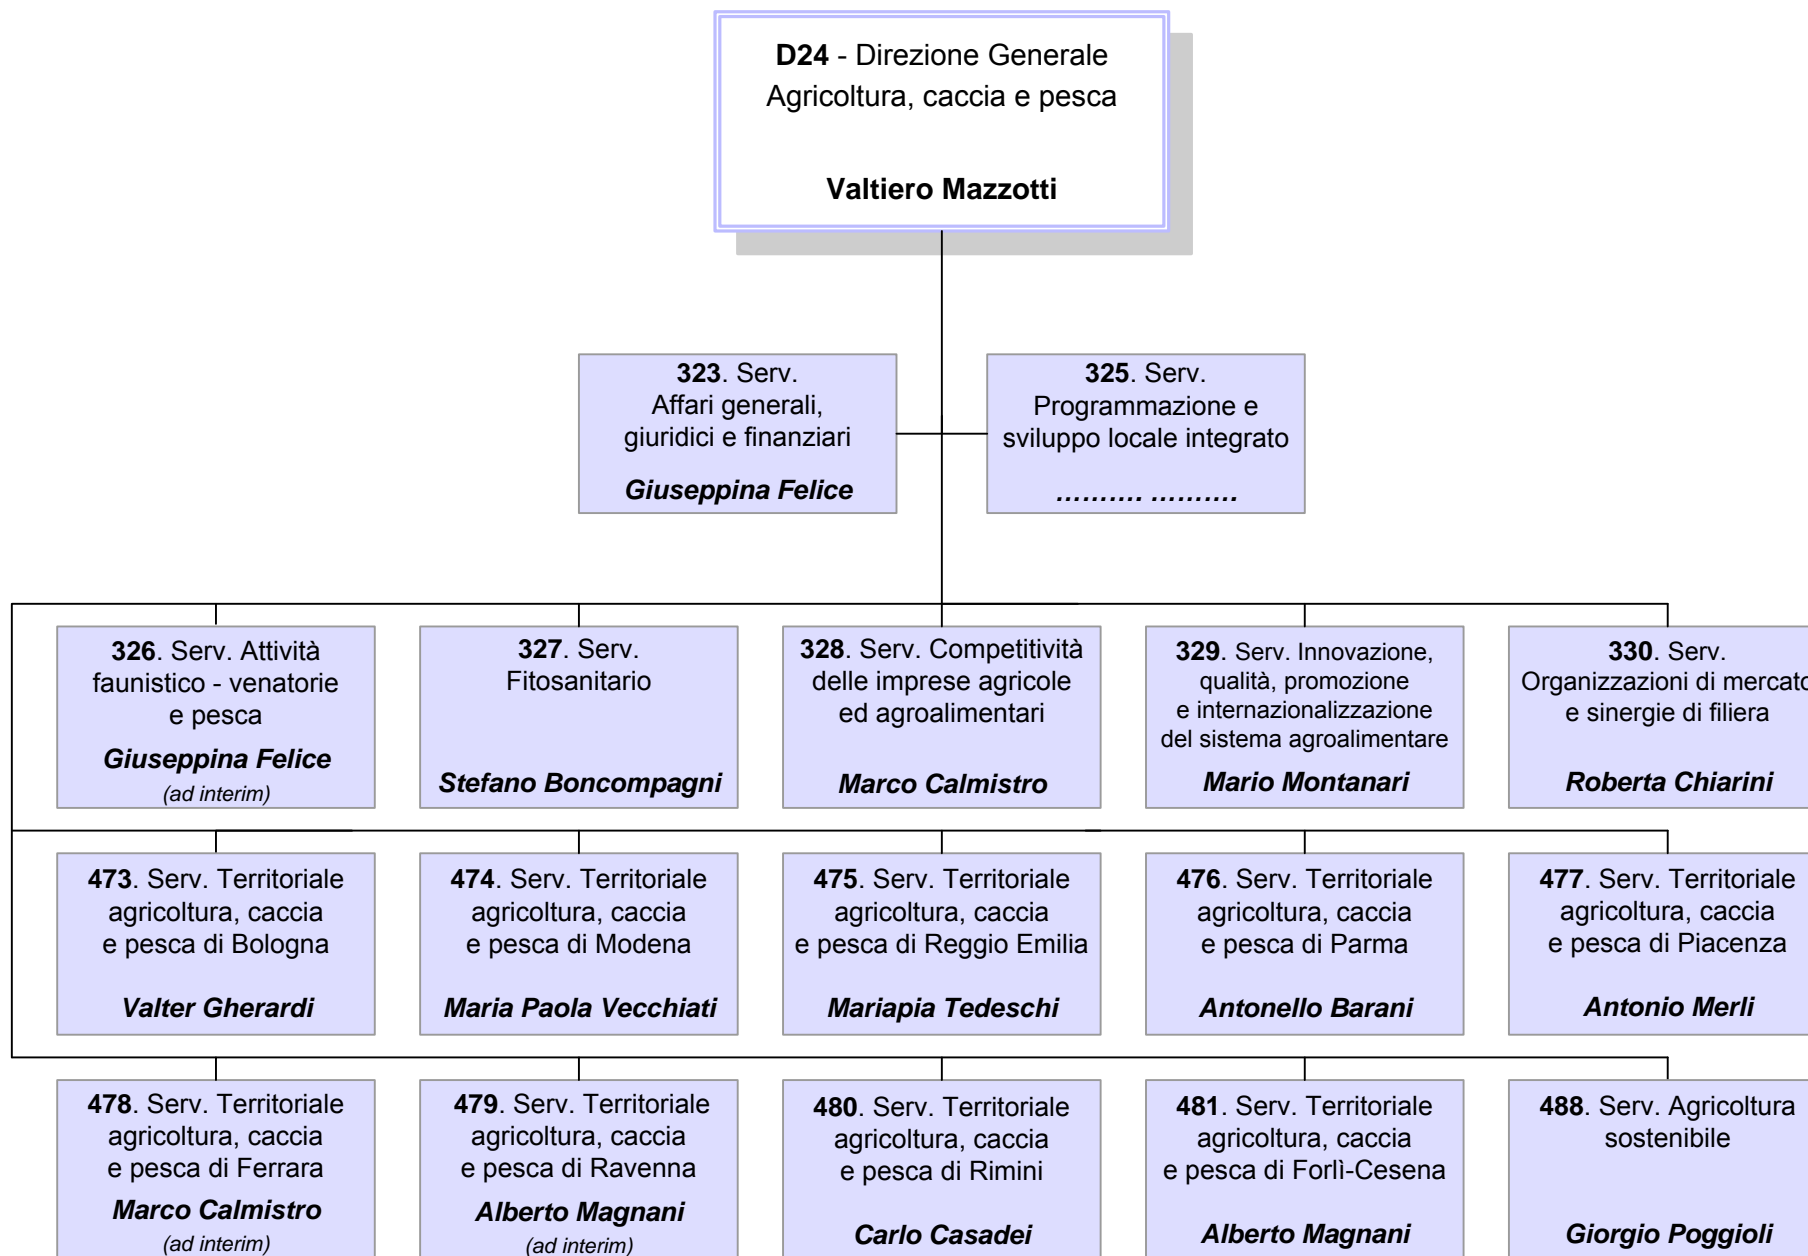 D24 - Direzione Generale
Agricoltura, caccia e pesca
Valtiero Mazzotti
323. Serv.
Affari generali,
giuridici e finanziari
Giuseppina Felice
325. Serv.
Programmazione e
sviluppo locale integrato
………. ……….
326. Serv. Attività
faunistico - venatorie
e pesca
Giuseppina Felice
(ad interim)
327. Serv.
Fitosanitario
Stefano Boncompagni
328. Serv. Competitività
delle imprese agricole
ed agroalimentari
Marco Calmistro
329. Serv. Innovazione,
qualità, promozione
e internazionalizzazione
del sistema agroalimentare
Mario Montanari
330. Serv.
Organizzazioni di mercato
e sinergie di filiera
Roberta Chiarini
473. Serv. Territoriale
agricoltura, caccia
e pesca di Bologna
Valter Gherardi
474. Serv. Territoriale
agricoltura, caccia
e pesca di Modena
Maria Paola Vecchiati
475. Serv. Territoriale
agricoltura, caccia
e pesca di Reggio Emilia
Mariapia Tedeschi
476. Serv. Territoriale
agricoltura, caccia
e pesca di Parma
Antonello Barani
477. Serv. Territoriale
agricoltura, caccia
e pesca di Piacenza
Antonio Merli
478. Serv. Territoriale
agricoltura, caccia
e pesca di Ferrara
Marco Calmistro
(ad interim)
479. Serv. Territoriale
agricoltura, caccia
e pesca di Ravenna
Alberto Magnani
(ad interim)
480. Serv. Territoriale
agricoltura, caccia
e pesca di Rimini
Carlo Casadei
481. Serv. Territoriale
agricoltura, caccia
e pesca di Forlì-Cesena
Alberto Magnani
488. Serv. Agricoltura
sostenibile
Giorgio Poggioli